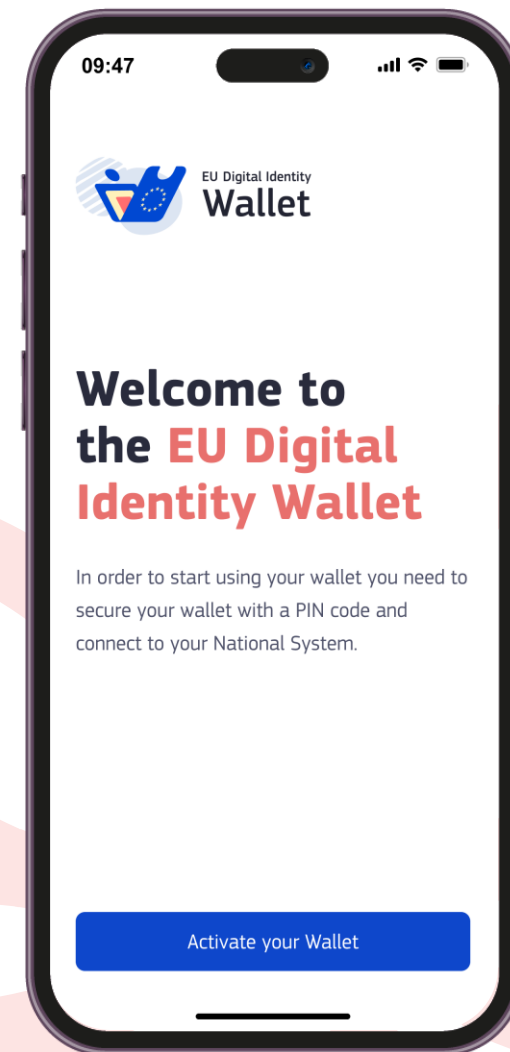 09:47
EU Digital Identity
Wallet
Welcome to
the EU Digital
Identity Wallet
In order to start using your wallet you need to
secure your wallet with a PIN code and
connect to your National System.
Activate your Wallet